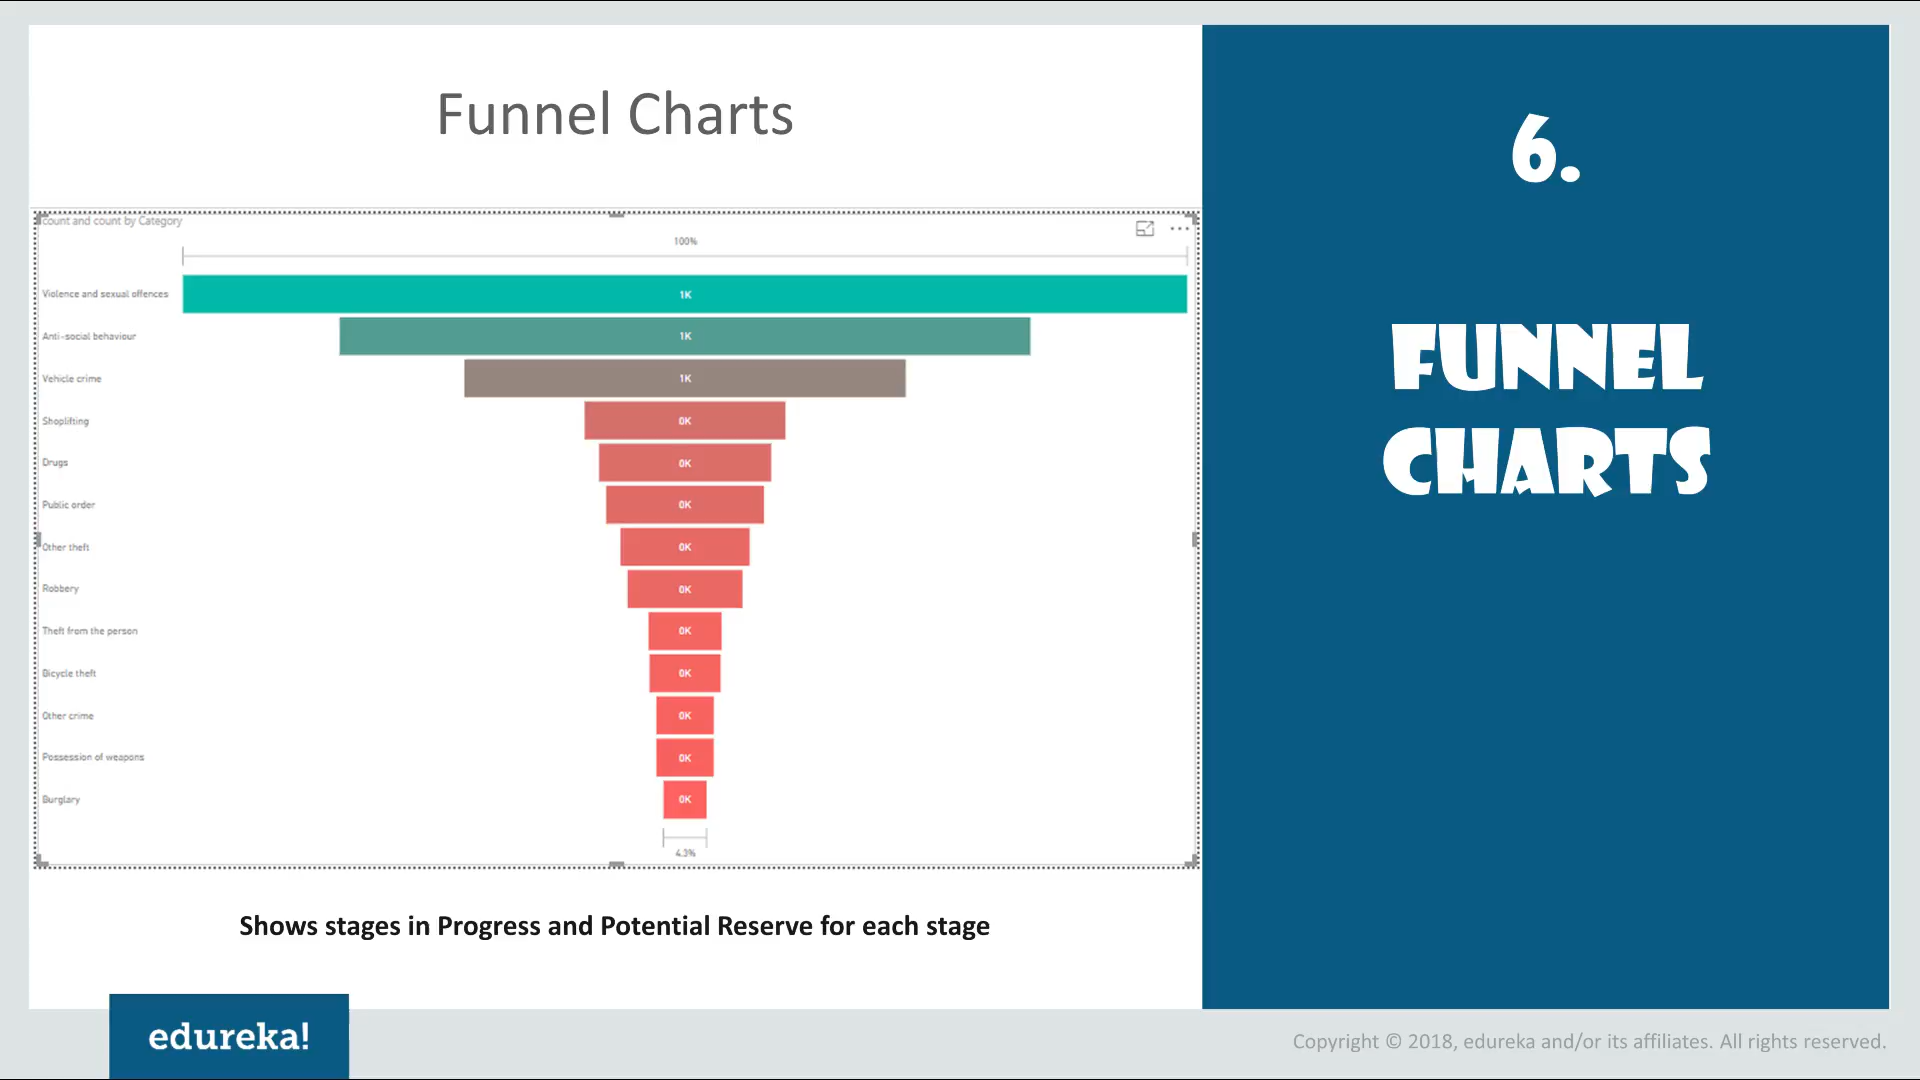 Funnel Charts
count and count by Category
100%
Violence and sexual offences 1K
Anti-social behaviour 1K
Vehicle crime 1K
Shoplifting 0K
Drugs 0K
Public order 0K
Other theft 0K
Robbery 0K
Theft from the person 0K
Bicycle theft 0K
Other crime 0K
Possession of weapons 0K
Burglary 0K
4.3%
Shows stages in Progress and Potential Reserve for each stage
6.
FUNNEL
CHARTS
edureka!
Copyright © 2018, edureka and/or its affiliates. All rights reserved.